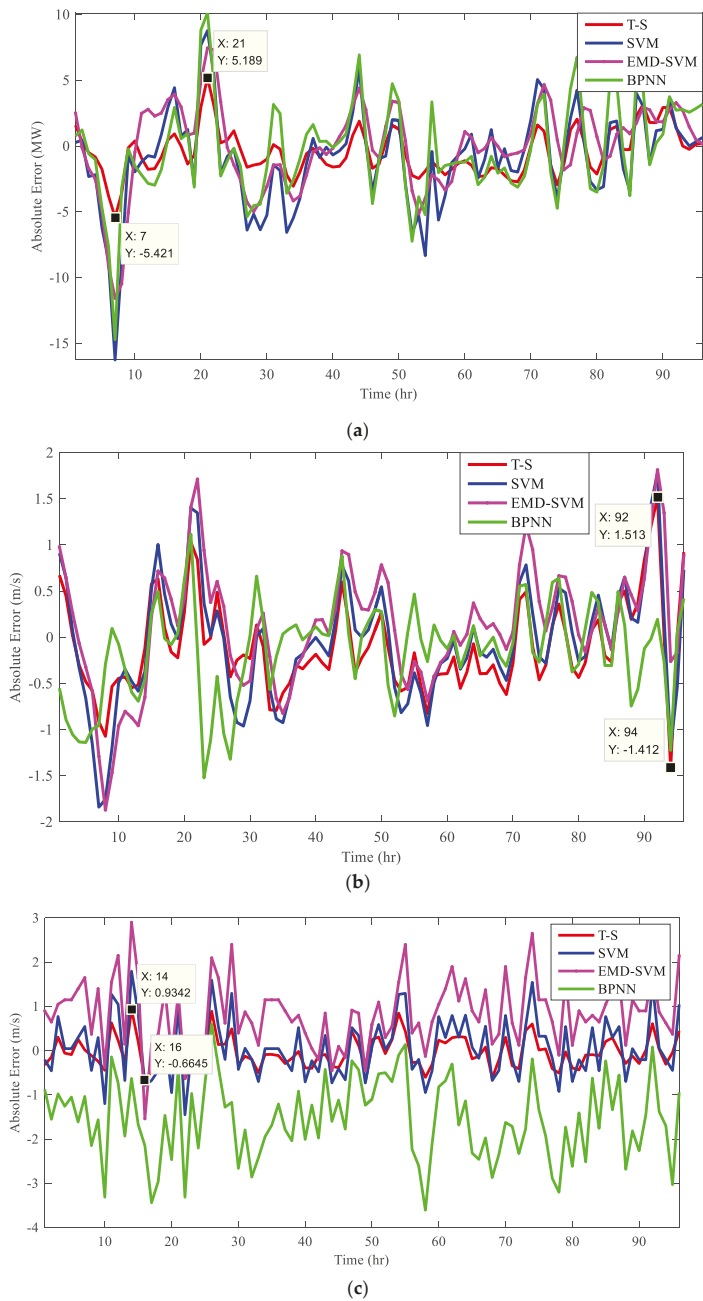 10
5
0
-5
-10
-15
Absolute Error (MW)
X: 21
Y: 5.189
X: 7
Y: -5.421
T-S
SVM
EMD-SVM
BPNN
10 20 30 40 50 60 70 80 90
Time (hr)
(a)
2
1.5
1
0.5
0
-0.5
-1
-1.5
-2
Absolute Error (m/s)
T-S
SVM
EMD-SVM
BPNN
X: 92
Y: 1.513
X: 94
Y: -1.412
10 20 30 40 50 60 70 80 90
Time (hr)
(b)
3
2
1
0
-1
-2
-3
-4
Absolute Error (m/s)
X: 14
Y: 0.9342
X: 16
Y: -0.6645
T-S
SVM
EMD-SVM
BPNN
10 20 30 40 50 60 70 80 90
Time (hr)
(c)